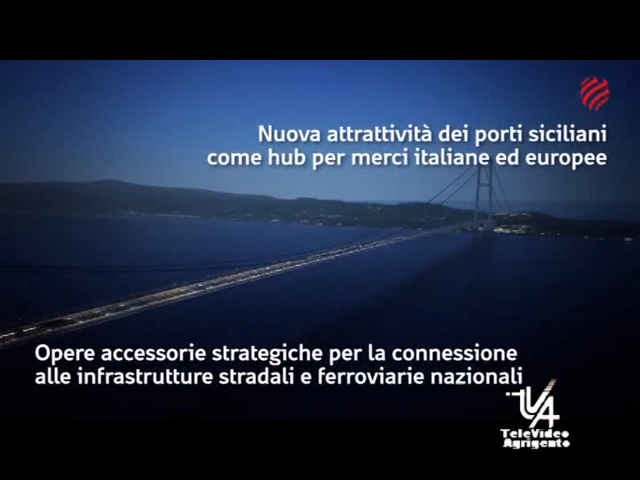 Nuova attrattività dei porti siciliani
come hub per merci italiane ed europee
Opere accessorie strategiche per la connessione
alle infrastrutture stradali e ferroviarie nazionali
TVA
TeleVideo
Agrigento